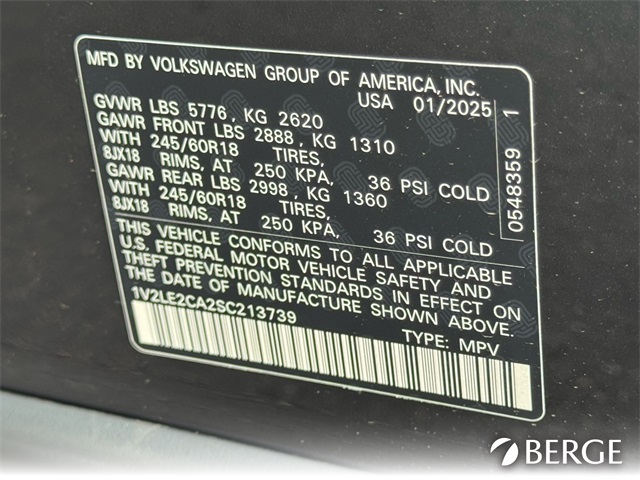 MFD BY VOLKSWAGEN GROUP OF AMERICA, INC.
USA 01/2025
GVWR LBS 5776 , KG 2620
GAWR FRONT LBS 2888 , KG 1310
WITH 245/60R18 TIRES,
8JX18 RIMS, AT 250 KPA, 36 PSI COLD
GAWR REAR LBS 2998 , KG 1360
WITH 245/60R18 TIRES,
8JX18 RIMS, AT 250 KPA, 36 PSI COLD
THIS VEHICLE CONFORMS TO ALL APPLICABLE
U.S. FEDERAL MOTOR VEHICLE SAFETY AND
THEFT PREVENTION STANDARDS IN EFFECT ON
THE DATE OF MANUFACTURE SHOWN ABOVE.
1V2LE2CA2SC213739
TYPE: MPV
0548359 1
BERGE